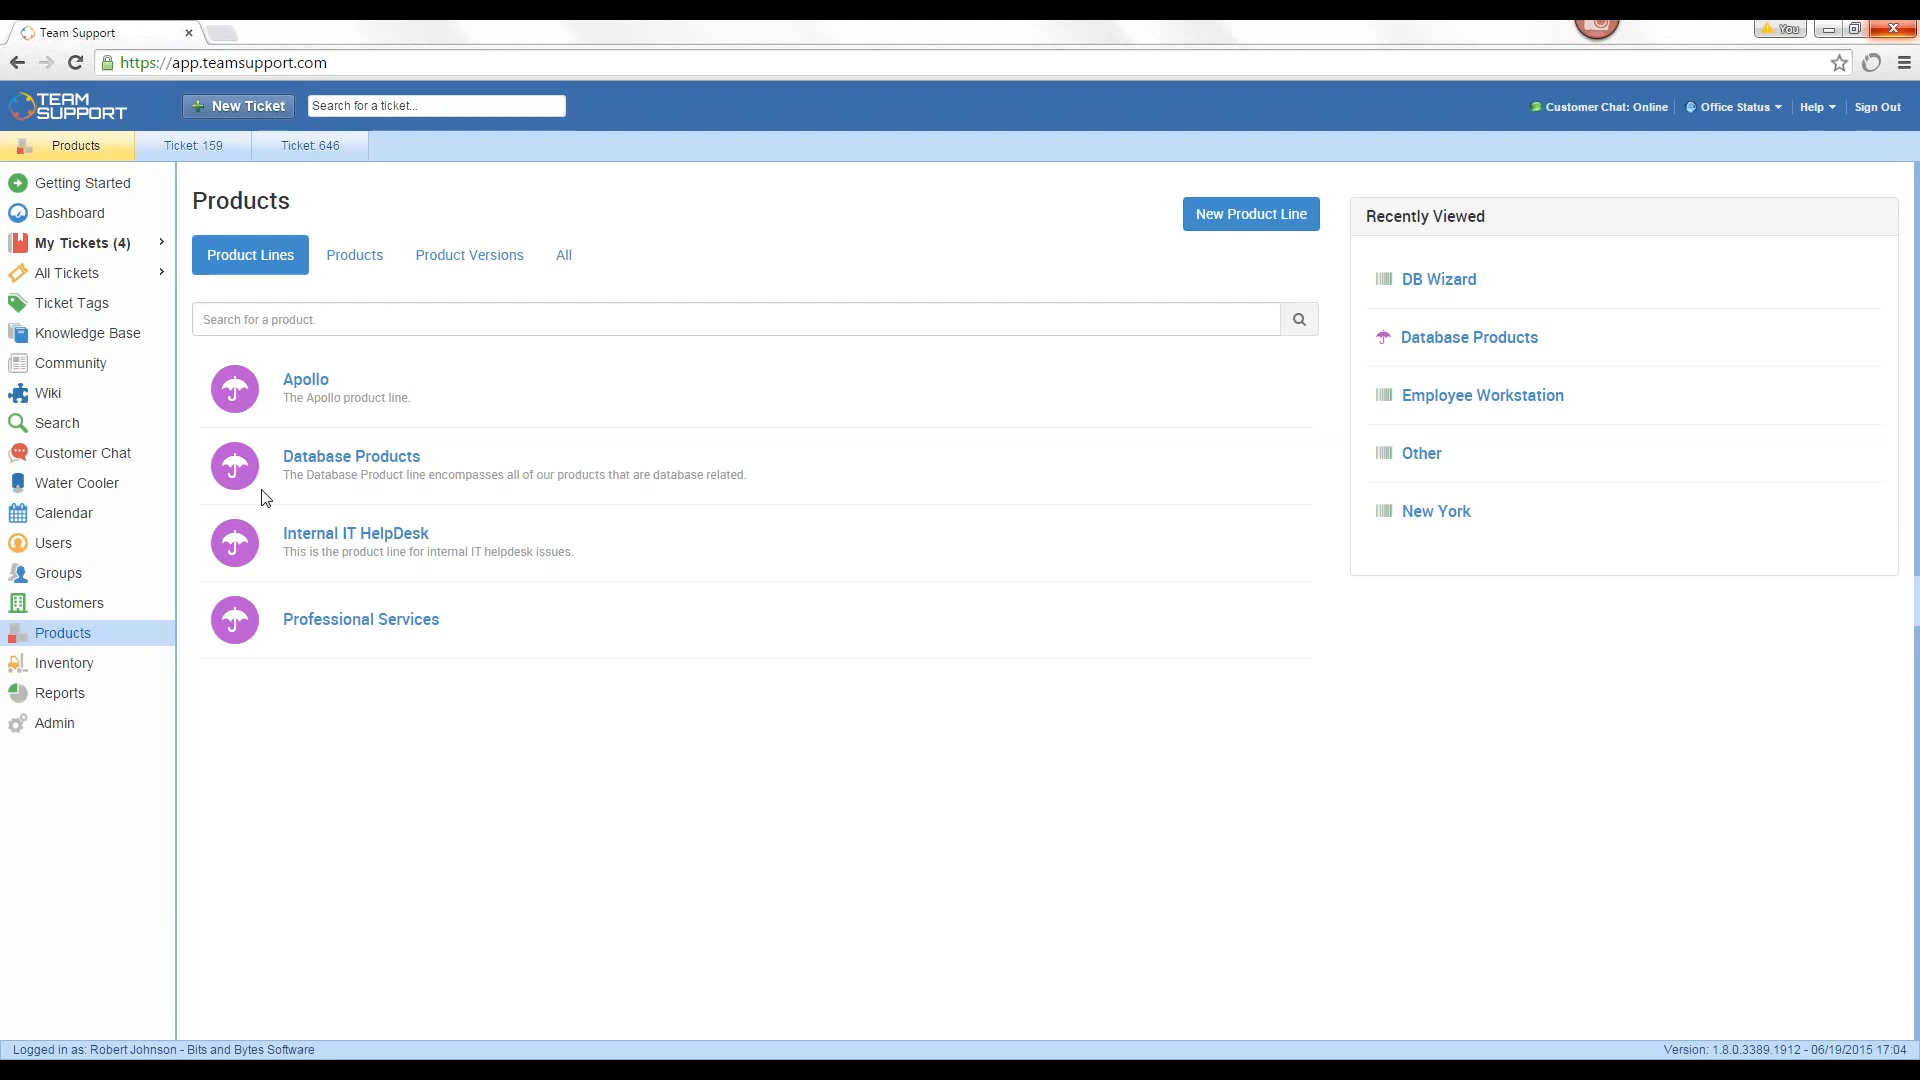 Team Support
You
https://app.teamsupport.com
TEAM SUPPORT
New Ticket
Search for a ticket...
Customer Chat: Online
Office Status
Help
Sign Out
Products
Ticket: 159
Ticket: 646
Getting Started
Dashboard
My Tickets (4)
All Tickets
Ticket Tags
Knowledge Base
Community
Wiki
Search
Customer Chat
Water Cooler
Calendar
Users
Groups
Customers
Products
Inventory
Reports
Admin
Products
New Product Line
Product Lines
Products
Product Versions
All
Search for a product.
Apollo
The Apollo product line.
Database Products
The Database Product line encompasses all of our products that are database related.
Internal IT HelpDesk
This is the product line for internal IT helpdesk issues.
Professional Services
Recently Viewed
DB Wizard
Database Products
Employee Workstation
Other
New York
Logged in as: Robert Johnson - Bits and Bytes Software
Version: 1.8.0.3389.1912 - 06/19/2015 17:04